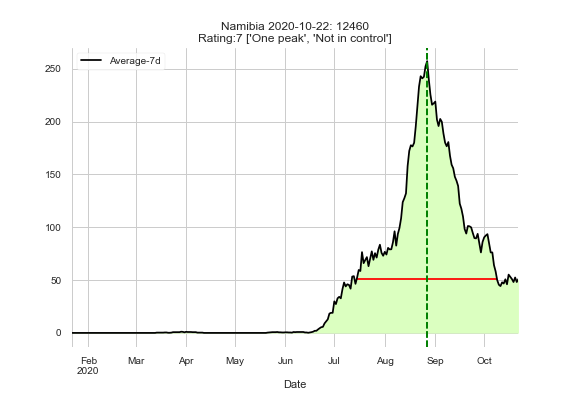 Namibia 2020-10-22: 12460
Rating:7 ['One peak', 'Not in control']
Average-7d
250
200
150
100
50
0
Feb Mar Apr May Jun Jul Aug Sep Oct
2020
Date